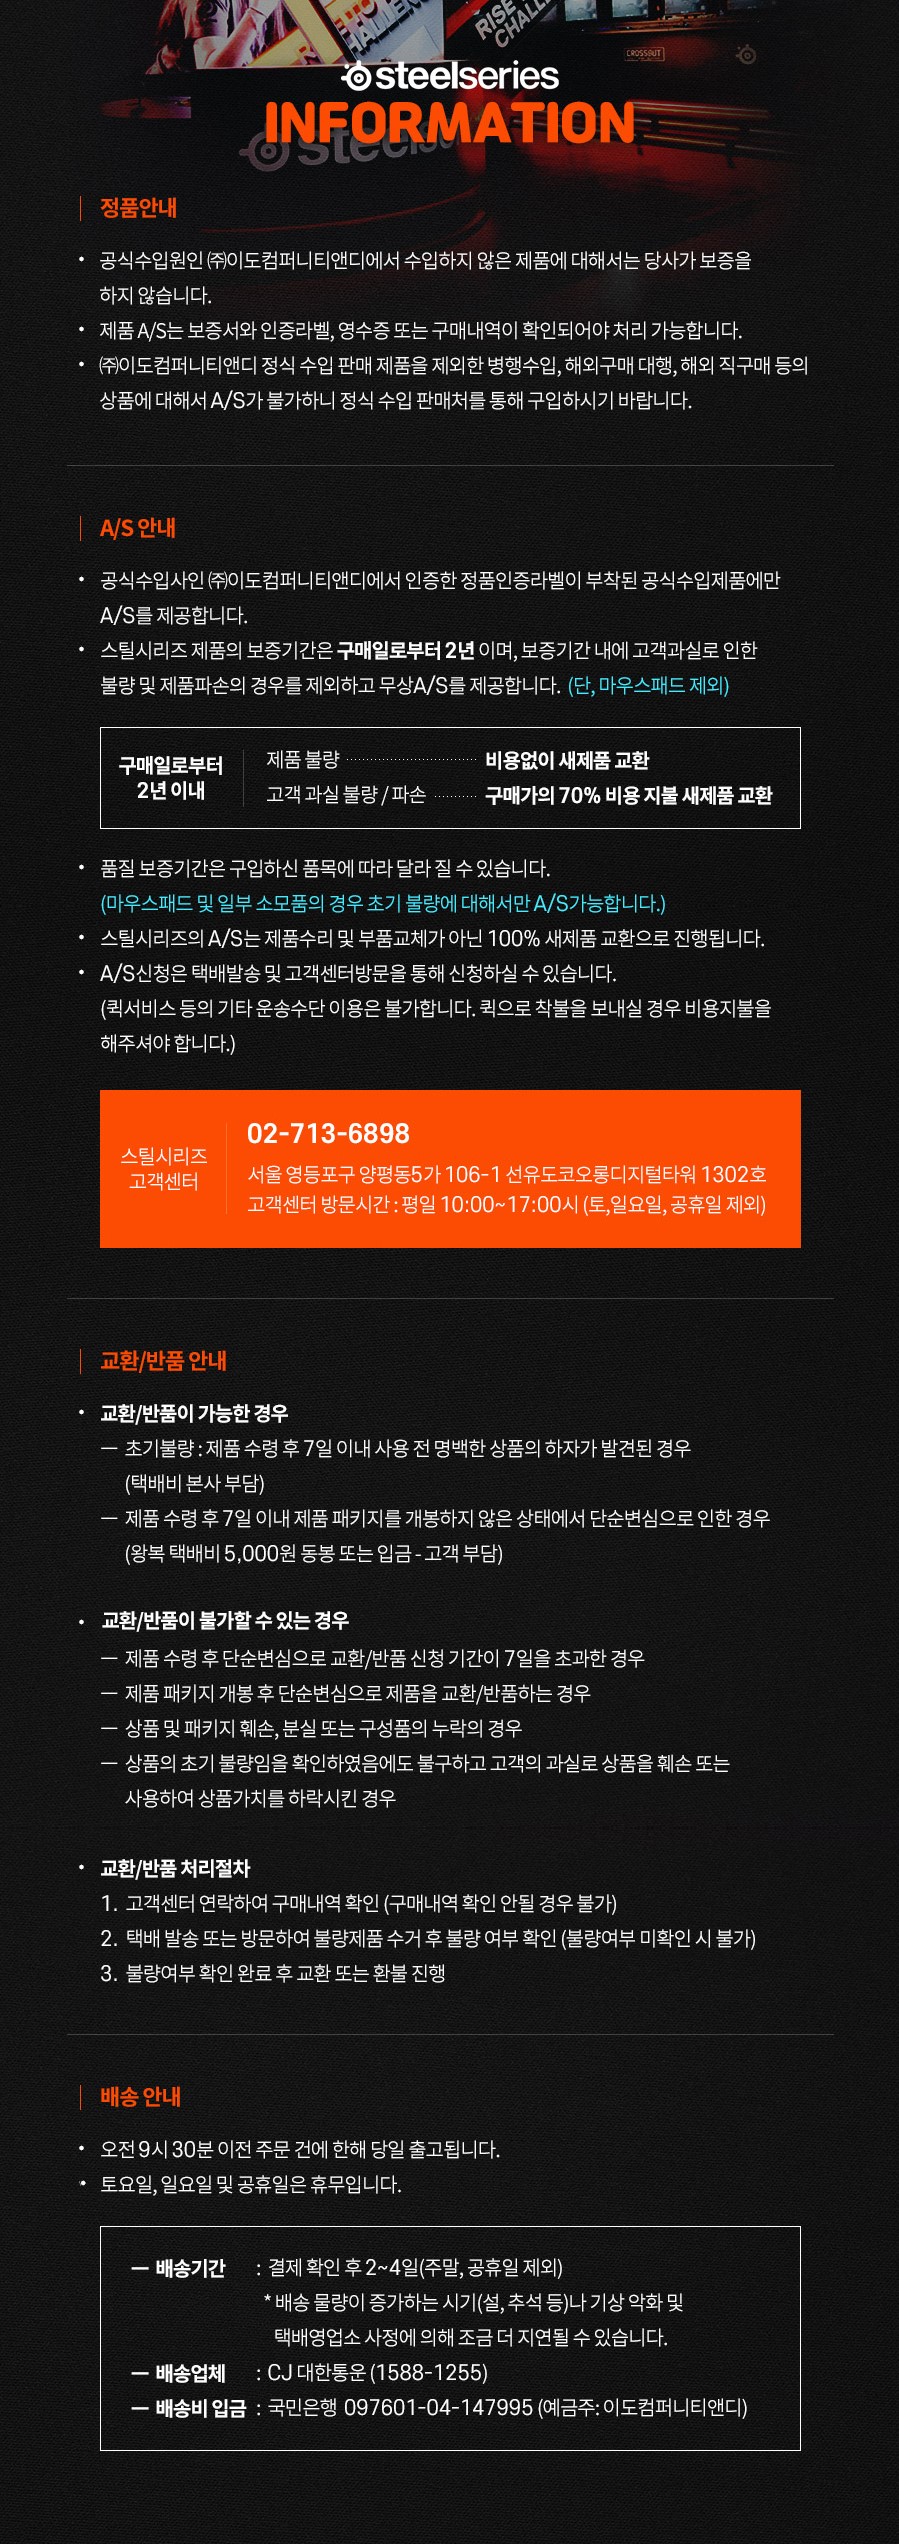 RISE
CHALLE
CHALLEN
CROSSOUT
steelseries
INFORMATION
정품안내
• 공식수입원인 ㈜이도컴퍼니티앤디에서 수입하지 않은 제품에 대해서는 당사가 보증을
하지 않습니다.
• 제품 A/S는 보증서와 인증라벨, 영수증 또는 구매내역이 확인되어야 처리 가능합니다.
• ㈜이도컴퍼니티앤디 정식 수입 판매 제품을 제외한 병행수입, 해외구매 대행, 해외 직구매 등의
상품에 대해서 A/S가 불가하니 정식 수입 판매처를 통해 구입하시기 바랍니다.
A/S 안내
• 공식수입사인 ㈜이도컴퍼니티앤디에서 인증한 정품인증라벨이 부착된 공식수입제품에만
A/S를 제공합니다.
• 스틸시리즈 제품의 보증기간은 구매일로부터 2년 이며, 보증기간 내에 고객과실로 인한
불량 및 제품파손의 경우를 제외하고 무상A/S를 제공합니다. (단, 마우스패드 제외)
구매일로부터
2년 이내
제품 불량 ........ 비용없이 새제품 교환
고객 과실 불량 / 파손 ........ 구매가의 70% 비용 지불 새제품 교환
• 품질 보증기간은 구입하신 품목에 따라 달라 질 수 있습니다.
(마우스패드 및 일부 소모품의 경우 초기 불량에 대해서만 A/S가능합니다.)
• 스틸시리즈의 A/S는 제품수리 및 부품교체가 아닌 100% 새제품 교환으로 진행됩니다.
• A/S신청은 택배발송 및 고객센터방문을 통해 신청하실 수 있습니다.
(퀵서비스 등의 기타 운송수단 이용은 불가합니다. 퀵으로 착불을 보내실 경우 비용지불을
해주셔야 합니다.)
스틸시리즈
고객센터
02-713-6898
서울 영등포구 양평동5가 106-1 선유도코오롱디지털타워 1302호
고객센터 방문시간 : 평일 10:00~17:00시 (토,일요일, 공휴일 제외)
교환/반품 안내
• 교환/반품이 가능한 경우
— 초기불량 : 제품 수령 후 7일 이내 사용 전 명백한 상품의 하자가 발견된 경우
(택배비 본사 부담)
— 제품 수령 후 7일 이내 제품 패키지를 개봉하지 않은 상태에서 단순변심으로 인한 경우
(왕복 택배비 5,000원 동봉 또는 입금 - 고객 부담)
• 교환/반품이 불가할 수 있는 경우
— 제품 수령 후 단순변심으로 교환/반품 신청 기간이 7일을 초과한 경우
— 제품 패키지 개봉 후 단순변심으로 제품을 교환/반품하는 경우
— 상품 및 패키지 훼손, 분실 또는 구성품의 누락의 경우
— 상품의 초기 불량임을 확인하였음에도 불구하고 고객의 과실로 상품을 훼손 또는
사용하여 상품가치를 하락시킨 경우
• 교환/반품 처리절차
1. 고객센터 연락하여 구매내역 확인 (구매내역 확인 안될 경우 불가)
2. 택배 발송 또는 방문하여 불량제품 수거 후 불량 여부 확인 (불량여부 미확인 시 불가)
3. 불량여부 확인 완료 후 교환 또는 환불 진행
배송 안내
• 오전 9시 30분 이전 주문 건에 한해 당일 출고됩니다.
• 토요일, 일요일 및 공휴일은 휴무입니다.
— 배송기간 : 결제 확인 후 2~4일(주말, 공휴일 제외)
* 배송 물량이 증가하는 시기(설, 추석 등)나 기상 악화 및
택배영업소 사정에 의해 조금 더 지연될 수 있습니다.
— 배송업체 : CJ 대한통운 (1588-1255)
— 배송비 입금 : 국민은행 097601-04-147995 (예금주: 이도컴퍼니티앤디)